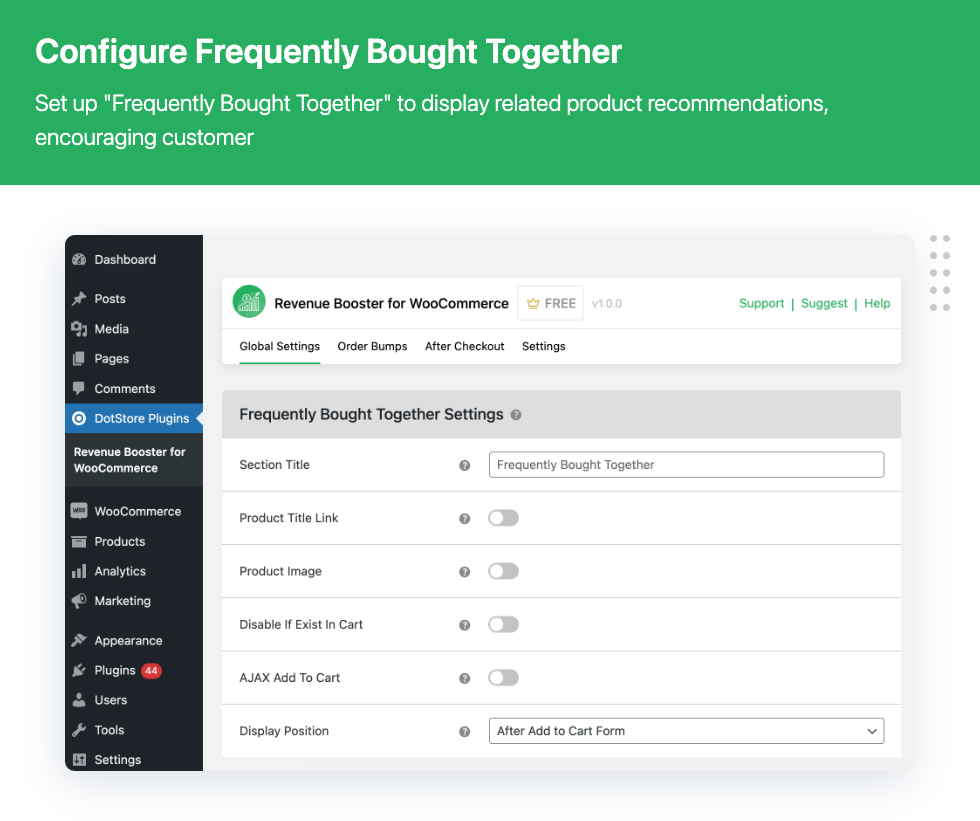 Configure Frequently Bought Together
Set up "Frequently Bought Together" to display related product recommendations,
encouraging customer
Dashboard
Posts
Media
Pages
Comments
DotStore Plugins
Revenue Booster for
WooCommerce
WOO WooCommerce
Products
Analytics
Marketing
Appearance
Plugins 44
Users
Tools
Settings
Revenue Booster for WooCommerce FREE v1.0.0
Support | Suggest | Help
Global Settings Order Bumps After Checkout Settings
Frequently Bought Together Settings ?
Section Title ? Frequently Bought Together
Product Title Link ?
Product Image ?
Disable If Exist In Cart ?
AJAX Add To Cart ?
Display Position ? After Add to Cart Form